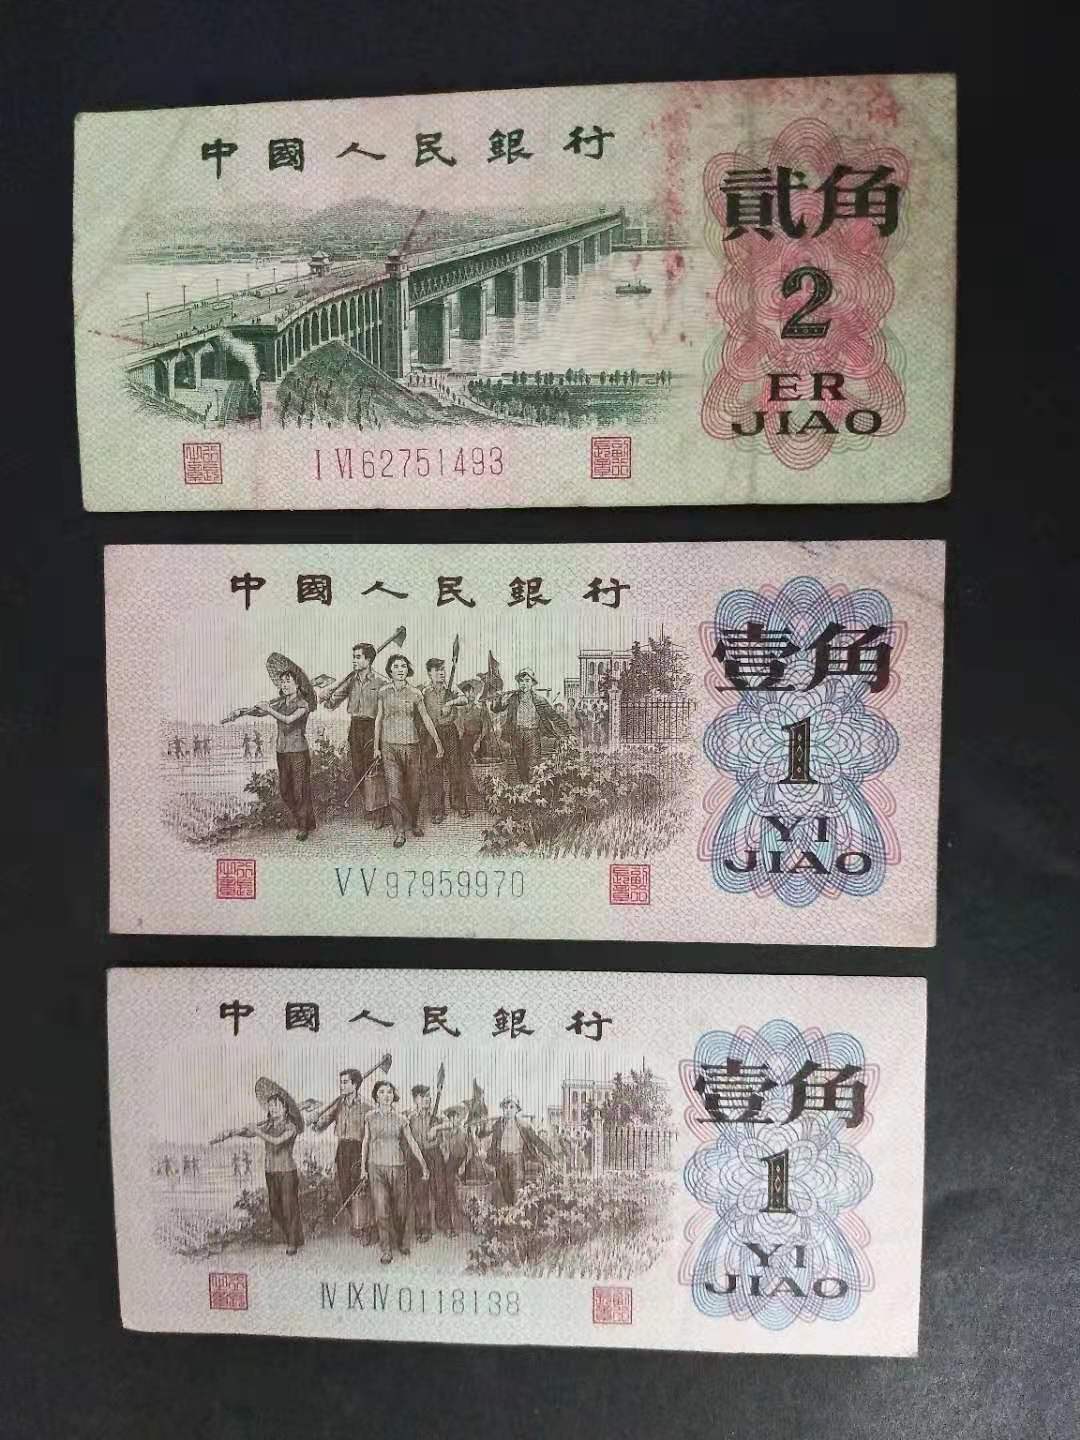 中國人民銀行
貳角
2
ER
JIAO
I VI 62751493
中國人民銀行
壹角
1
YI
JIAO
V V 97959970
中國人民銀行
壹角
1
YI
JIAO
IV IX IV 0118138